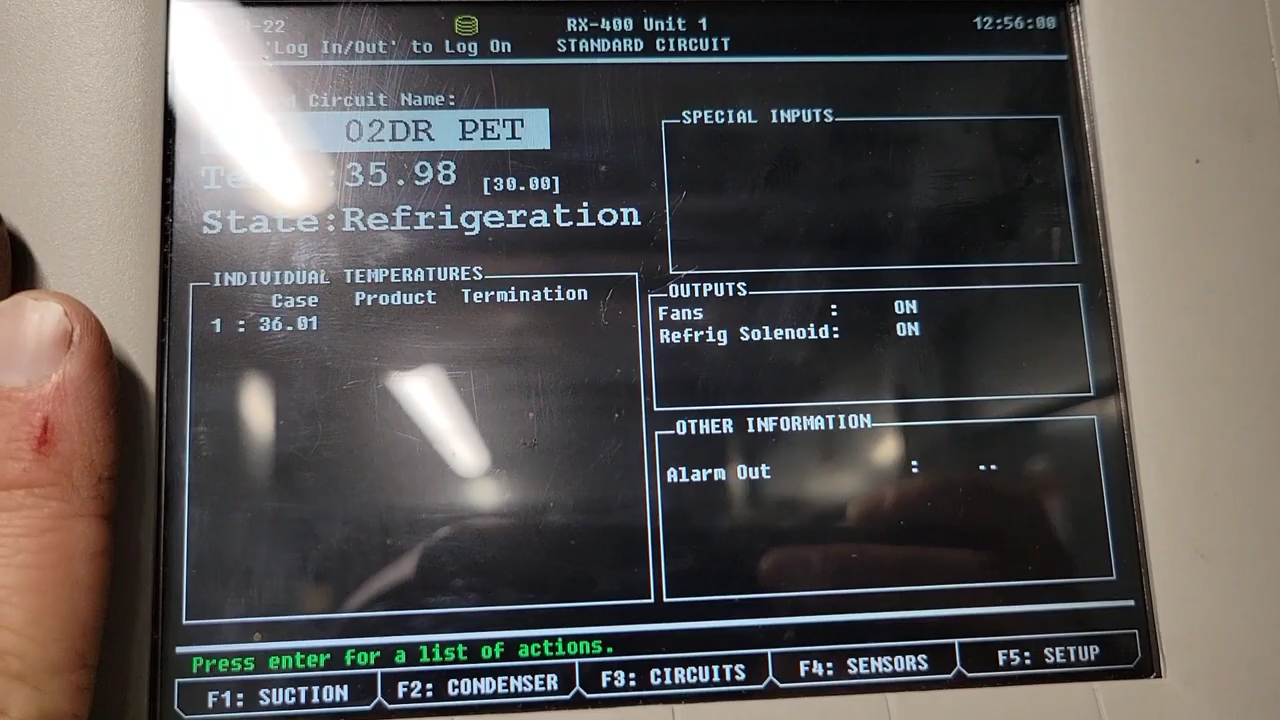 -22 RX-400 Unit 1 12:56:00
'Log In/Out' to Log On STANDARD CIRCUIT
Circuit Name:
02DR PET
:35.98 [30.00]
State:Refrigeration
SPECIAL INPUTS
INDIVIDUAL TEMPERATURES
Case Product Termination
1 : 36.01
OUTPUTS
Fans : ON
Refrig Solenoid: ON
OTHER INFORMATION
Alarm Out : --
Press enter for a list of actions.
F1: SUCTION F2: CONDENSER F3: CIRCUITS F4: SENSORS F5: SETUP